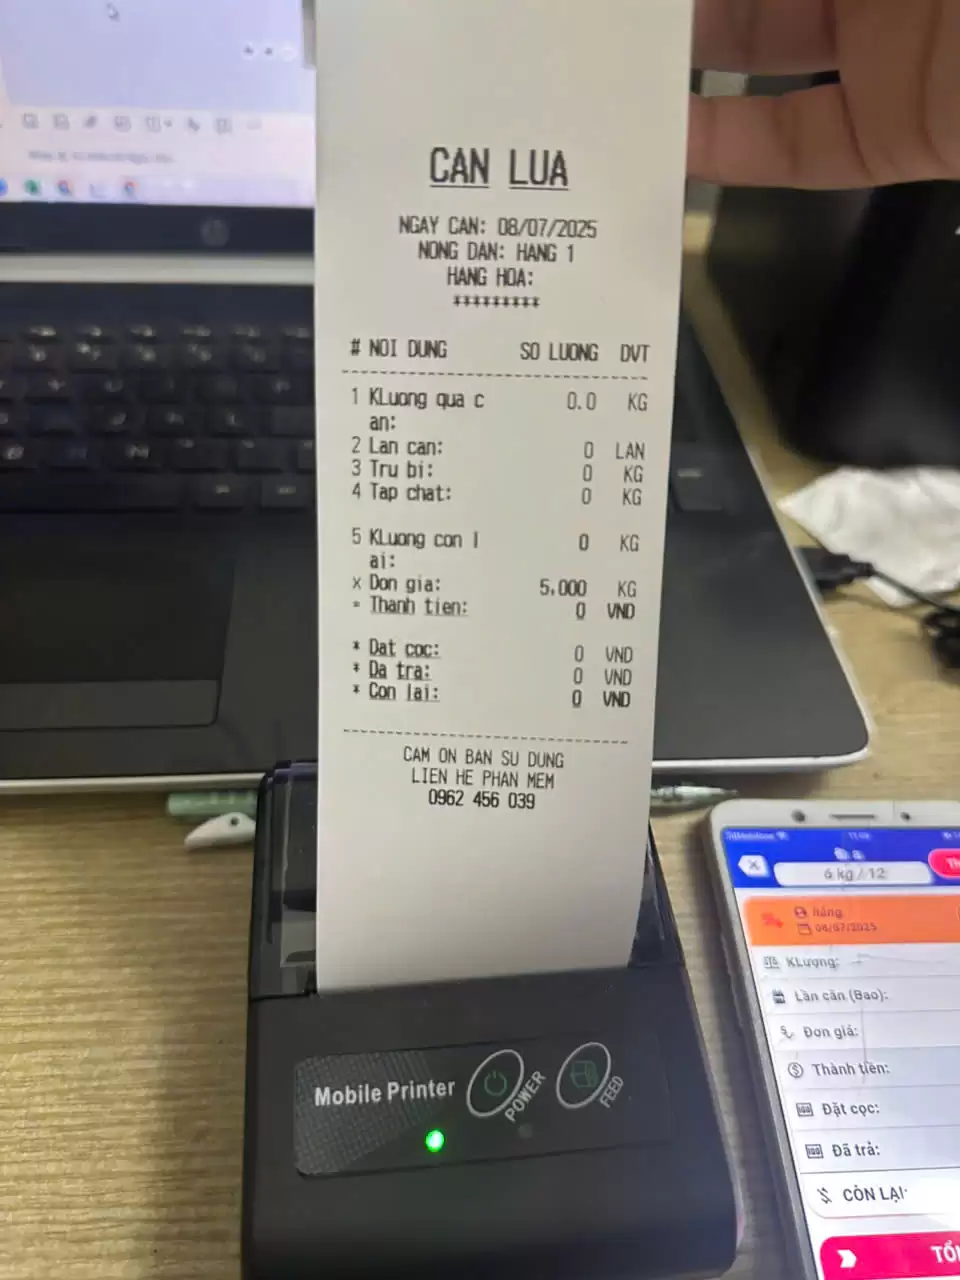 CAN LUA
NGAY CAN: 08/07/2025
NONG DAN: HANG 1
HANG HOA:
*********
# NOI DUNG SO LUONG DVT
1 KLuong qua c 0.0 KG
an:
2 Lan can: 0 LAN
3 Tru bi: 0 KG
4 Tap chat: 0 KG
5 KLuong con l 0 KG
ai:
x Don gia: 5.000 KG
= Thanh tien: 0 VND
* Dat coc: 0 VND
* Da tra: 0 VND
* Con lai: 0 VND
CAM ON BAN SU DUNG
LIEN HE PHAN MEM
0962 456 039
Mobile Printer
POWER
FEED
6 kg / 12
hàng
08/07/2025
KLượng:
Lần cân (Bao):
Đơn giá:
Thành tiền:
Đặt cọc:
Đã trả:
CÒN LẠI: